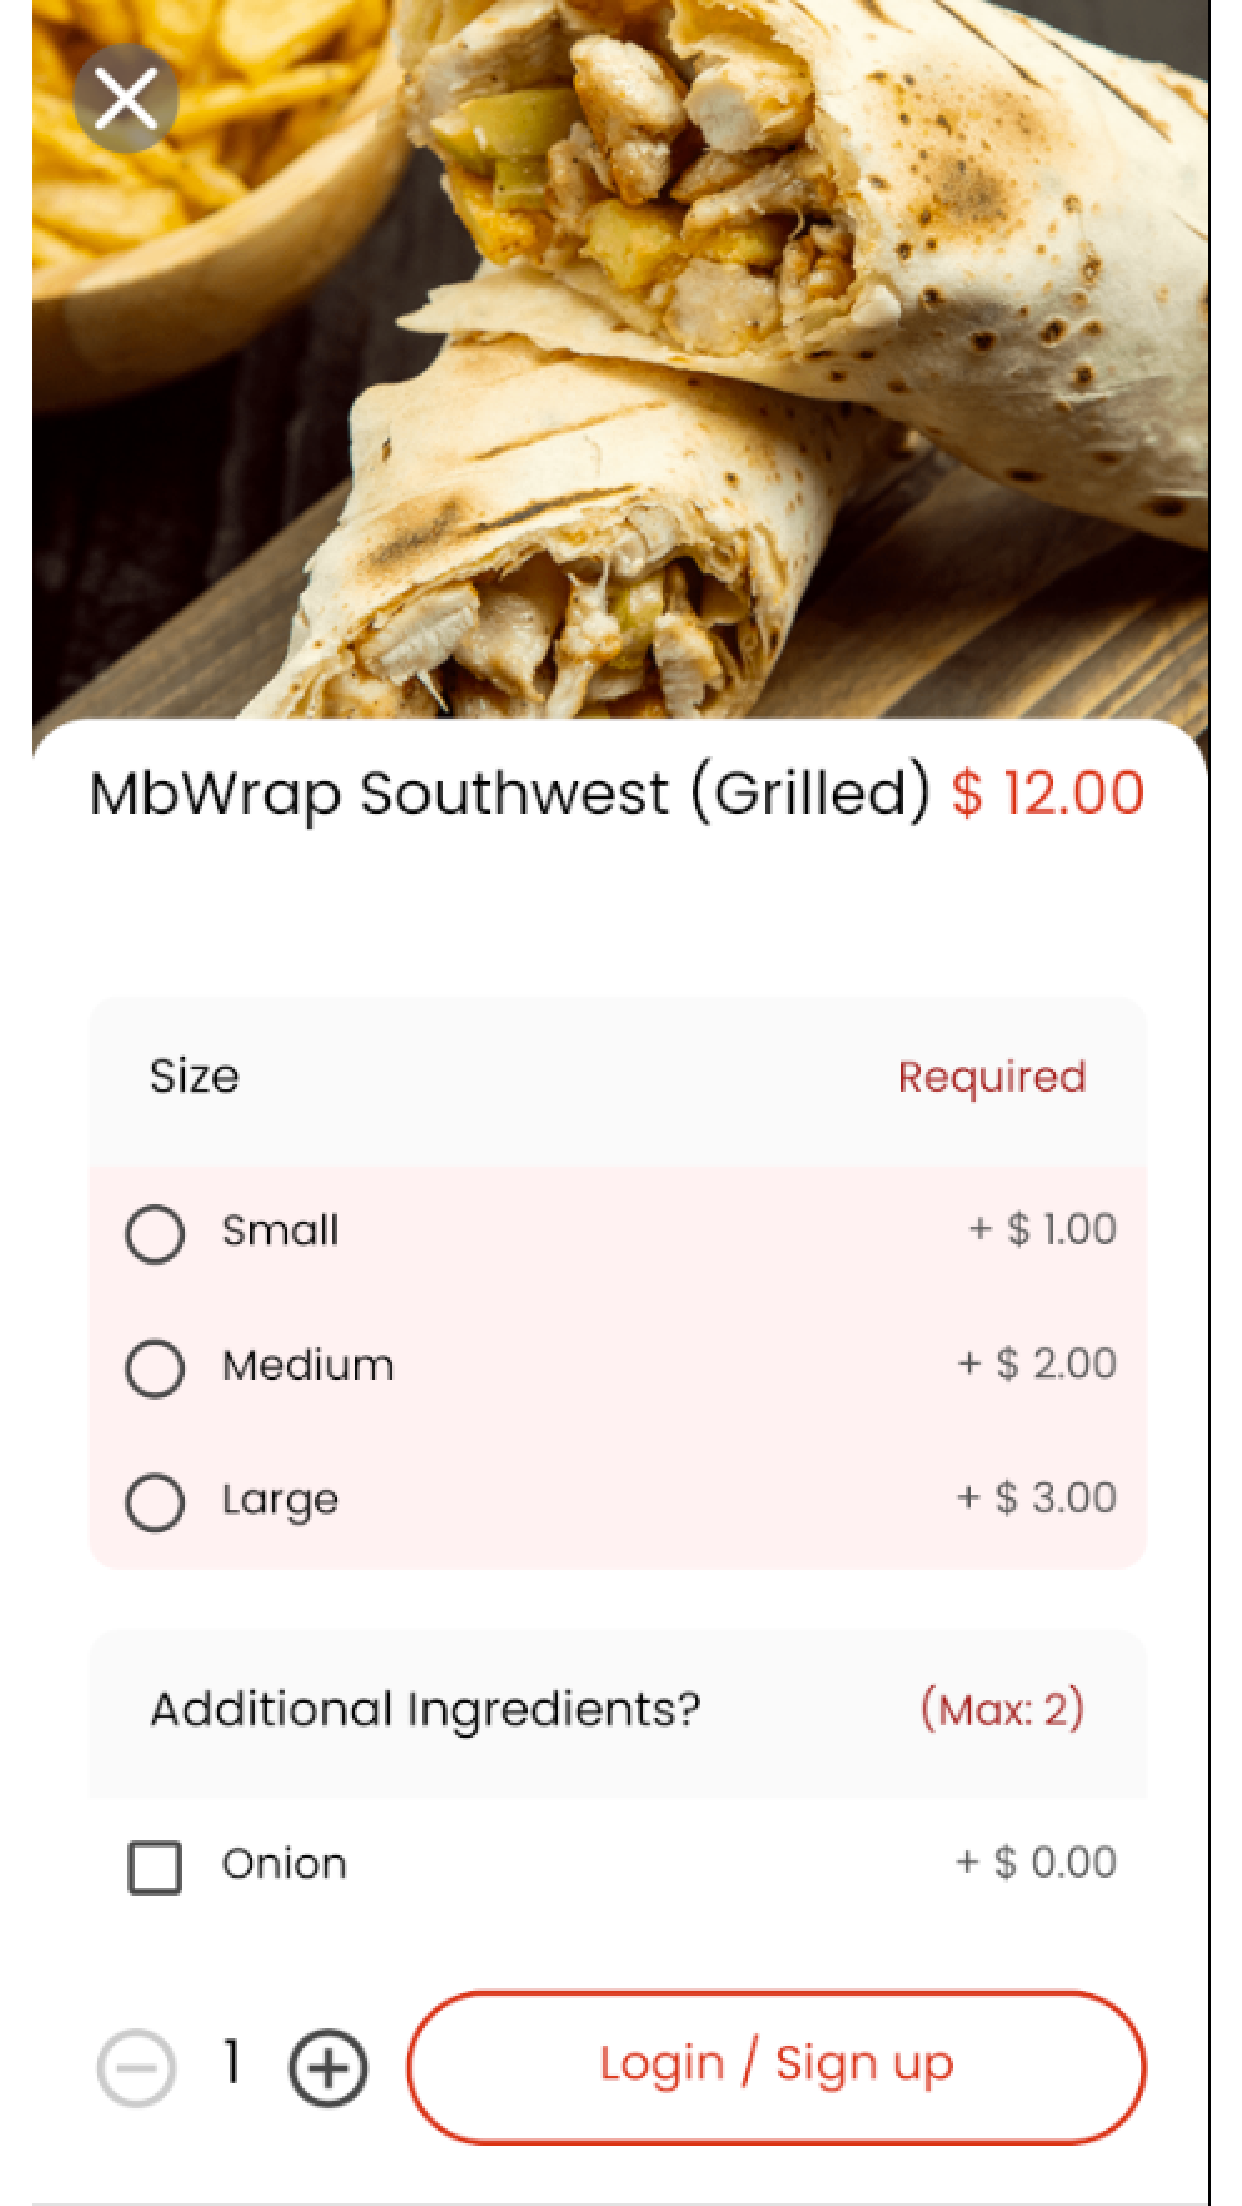 MbWrap Southwest (Grilled) $ 12.00
Size Required
Small + $ 1.00
Medium + $ 2.00
Large + $ 3.00
Additional Ingredients? (Max: 2)
Onion + $ 0.00
1 Login / Sign up